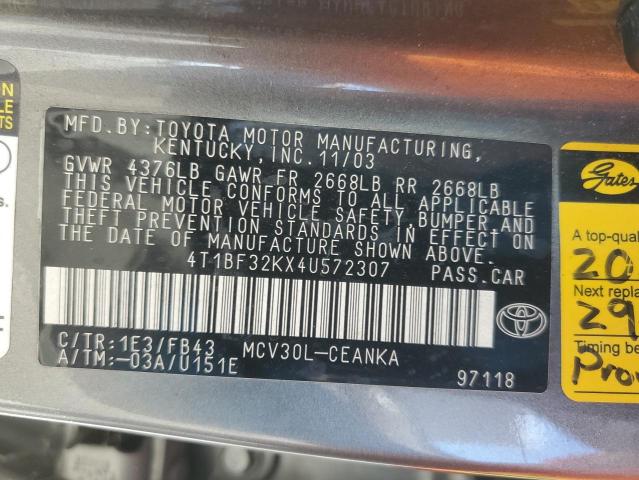 MFD.BY:TOYOTA MOTOR MANUFACTURING,
KENTUCKY,INC.11/03
GVWR 4376LB GAWR FR 2668LB RR 2668LB
THIS VEHICLE CONFORMS TO ALL APPLICABLE
FEDERAL MOTOR VEHICLE SAFETY, BUMPER,AND
THEFT PREVENTION STANDARDS IN EFFECT ON
THE DATE OF MANUFACTURE SHOWN ABOVE.
4T1BF32KX4U572307 PASS.CAR
C/TR:1E3/FB43 MCV30L-CEANKA
A/TM:-03A/U151E
97118
TOYOTA
Gates
A top-qual
20
Next repla
29
Timing be
Pro